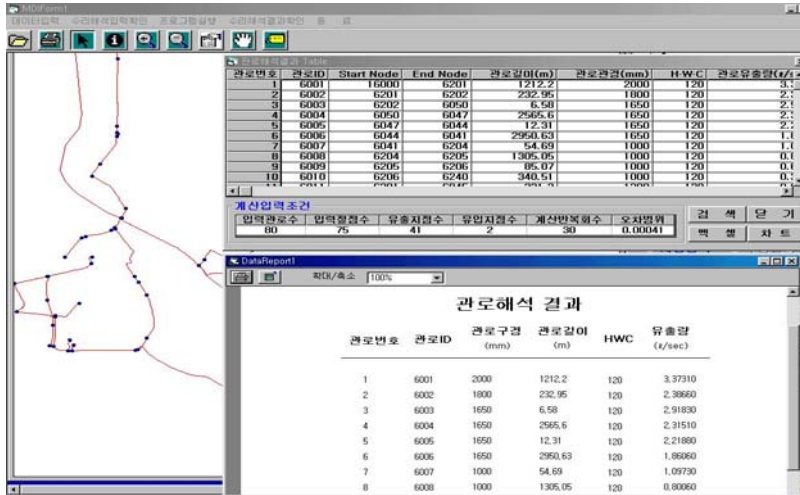 MDIForm1
데이타입력 수리해석입력확인 프로그램실행 수리해석결과확인 종 료
관로해석결과 Table
관로번호 관로ID Start Node End Node 관로길이(m) 관로관경(mm) H-W-C 관로유출량(ℓ/s
1 6001 16000 6201 1212.2 2000 120
2 6002 6201 6202 232.95 1800 120
3 6003 6202 6050 6.58 1650 120
4 6004 6050 6047 2565.6 1650 120
5 6005 6047 6044 12.31 1650 120
6 6006 6044 6041 2950.63 1650 120
7 6007 6041 6204 54.69 1000 120
8 6008 6204 6205 1305.05 1000 120
9 6009 6205 6206 85.07 1000 120
10 6010 6206 6240 340.51 1000 120
계산입력조건
입력관로수 입력절점수 유출지점수 유입지점수 계산반복회수 오차범위
80 75 41 2 30 0.00041
검 색 닫 기
엑 셀 차 트
DataReport1
확대/축소 100%
관로해석 결과
관로번호 관로ID 관로구경 (mm) 관로길이 (m) HWC 유출량 (ℓ/sec)
1 6001 2000 1212,2 120 3,37310
2 6002 1800 232,95 120 2,38660
3 6003 1650 6,58 120 2,91830
4 6004 1650 2565,6 120 2,31510
5 6005 1650 12,31 120 2,21880
6 6006 1650 2950,63 120 1,86060
7 6007 1000 54,69 120 1,09730
8 6008 1000 1305,05 120 0,80060